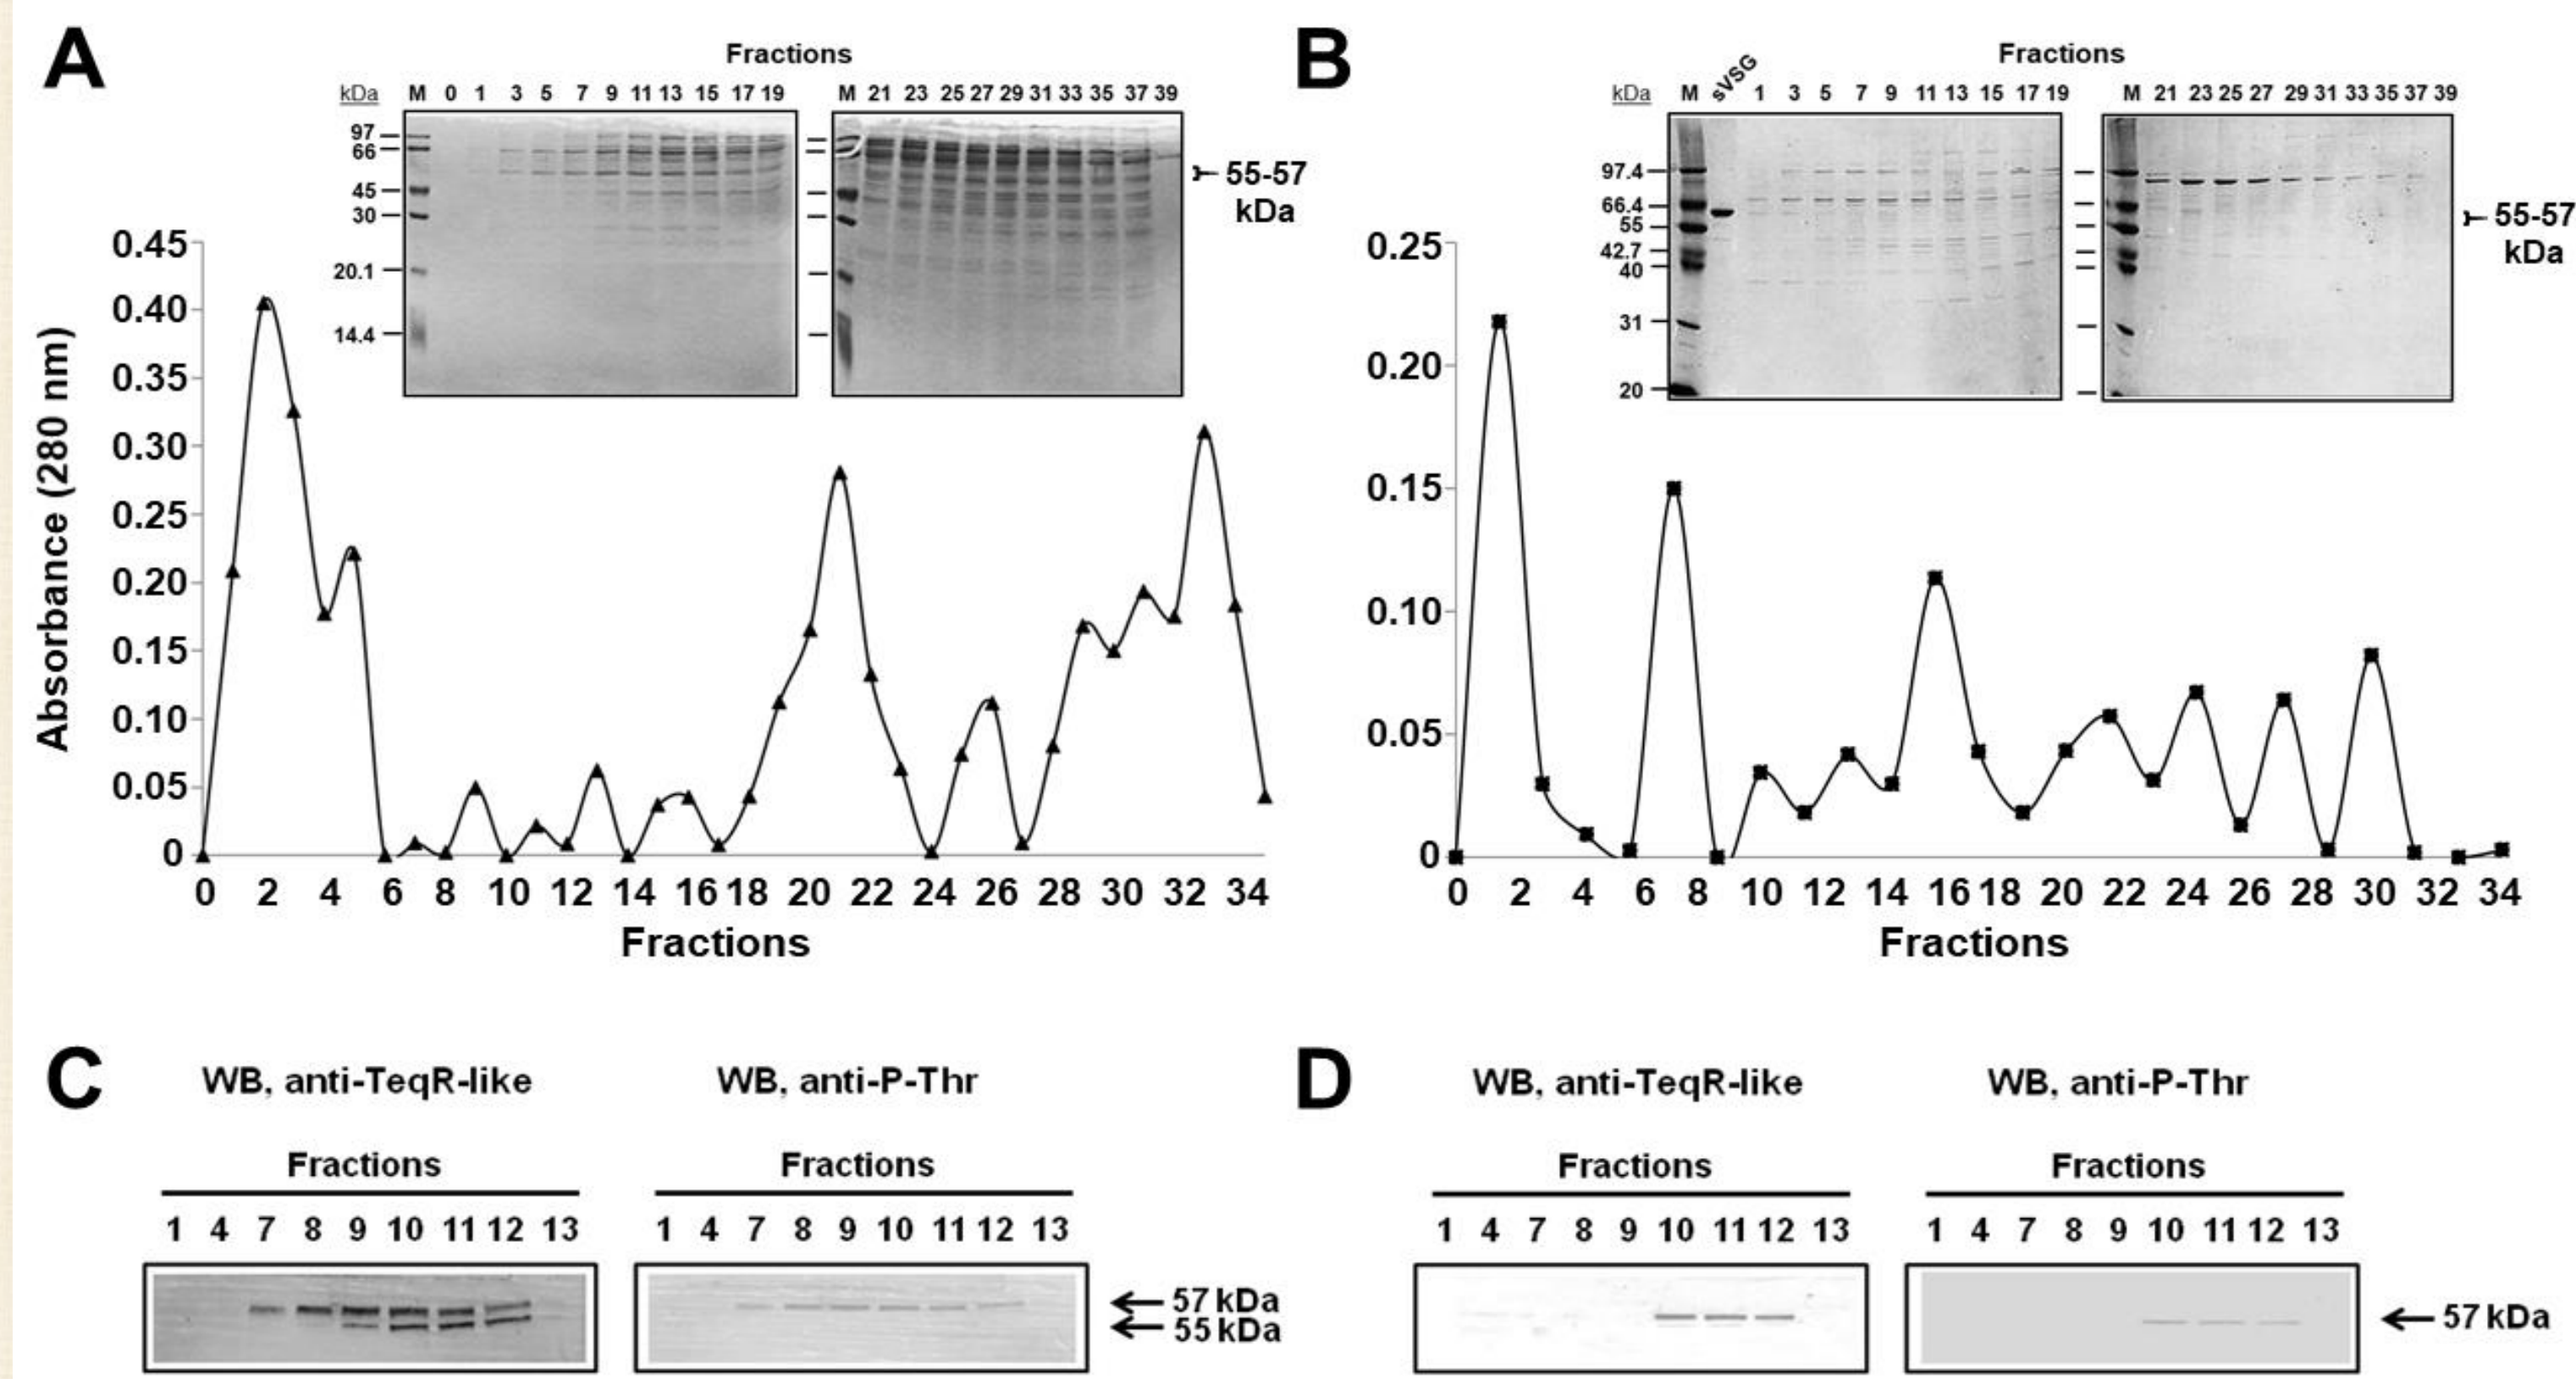 A
Fractions
kDa M 0 1 3 5 7 9 11 13 15 17 19 M 21 23 25 27 29 31 33 35 37 39
97
66
45
30
20.1
14.4
55-57
kDa
0.45
0.40
0.35
0.30
0.25
0.20
0.15
0.10
0.05
0
Absorbance (280 nm)
0 2 4 6 8 10 12 14 16 18 20 22 24 26 28 30 32 34
Fractions
B
Fractions
kDa M sVSG 1 3 5 7 9 11 13 15 17 19 M 21 23 25 27 29 31 33 35 37 39
97.4
66.4
55
42.7
40
31
20
55-57
kDa
0.25
0.20
0.15
0.10
0.05
0
0 2 4 6 8 10 12 14 16 18 20 22 24 26 28 30 32 34
Fractions
C
WB, anti-TeqR-like
Fractions
1 4 7 8 9 10 11 12 13
WB, anti-P-Thr
Fractions
1 4 7 8 9 10 11 12 13
57 kDa
55 kDa
D
WB, anti-TeqR-like
Fractions
1 4 7 8 9 10 11 12 13
WB, anti-P-Thr
Fractions
1 4 7 8 9 10 11 12 13
57 kDa